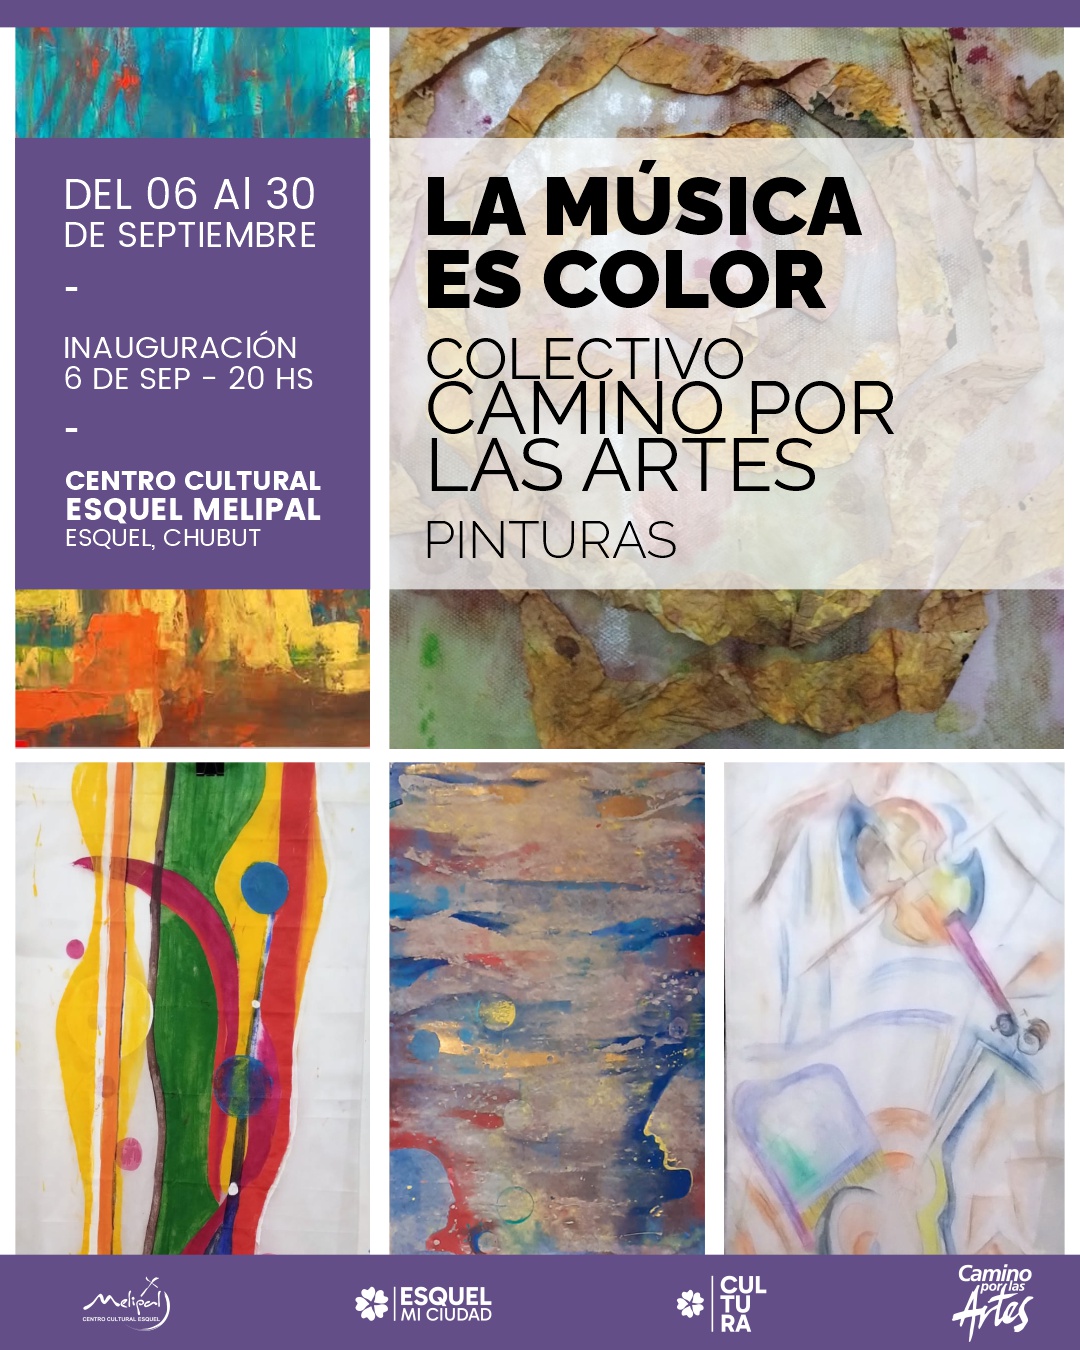 DEL 06 Al 30
DE SEPTIEMBRE
-
INAUGURACIÓN
6 DE SEP - 20 HS
-
CENTRO CULTURAL
ESQUEL MELIPAL
ESQUEL, CHUBUT
LA MÚSICA
ES COLOR
COLECTIVO
CAMINO POR
LAS ARTES
PINTURAS
Melipal
CENTRO CULTURAL ESQUEL
ESQUEL
MI CIUDAD
CUL
TU
RA
Camino
por las
Artes